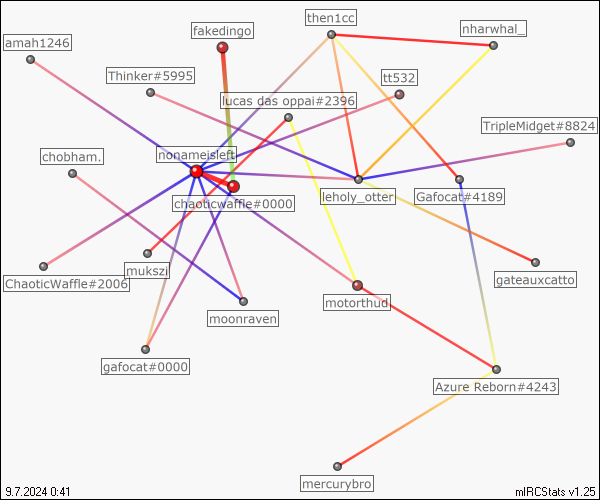 then1cc
fakedingo
nharwhal_
amah1246
Thinker#5995
tt532
lucas das oppai#2396
TripleMidget#8824
chobham.
nonameisleft
chaoticwaffle#0000
leholy_otter
Gafocat#4189
mukszi
ChaoticWaffle#2006
gateauxcatto
motorthud
moonraven
gafocat#0000
Azure Reborn#4243
mercurybro
9.7.2024 0:41
mIRCStats v1.25